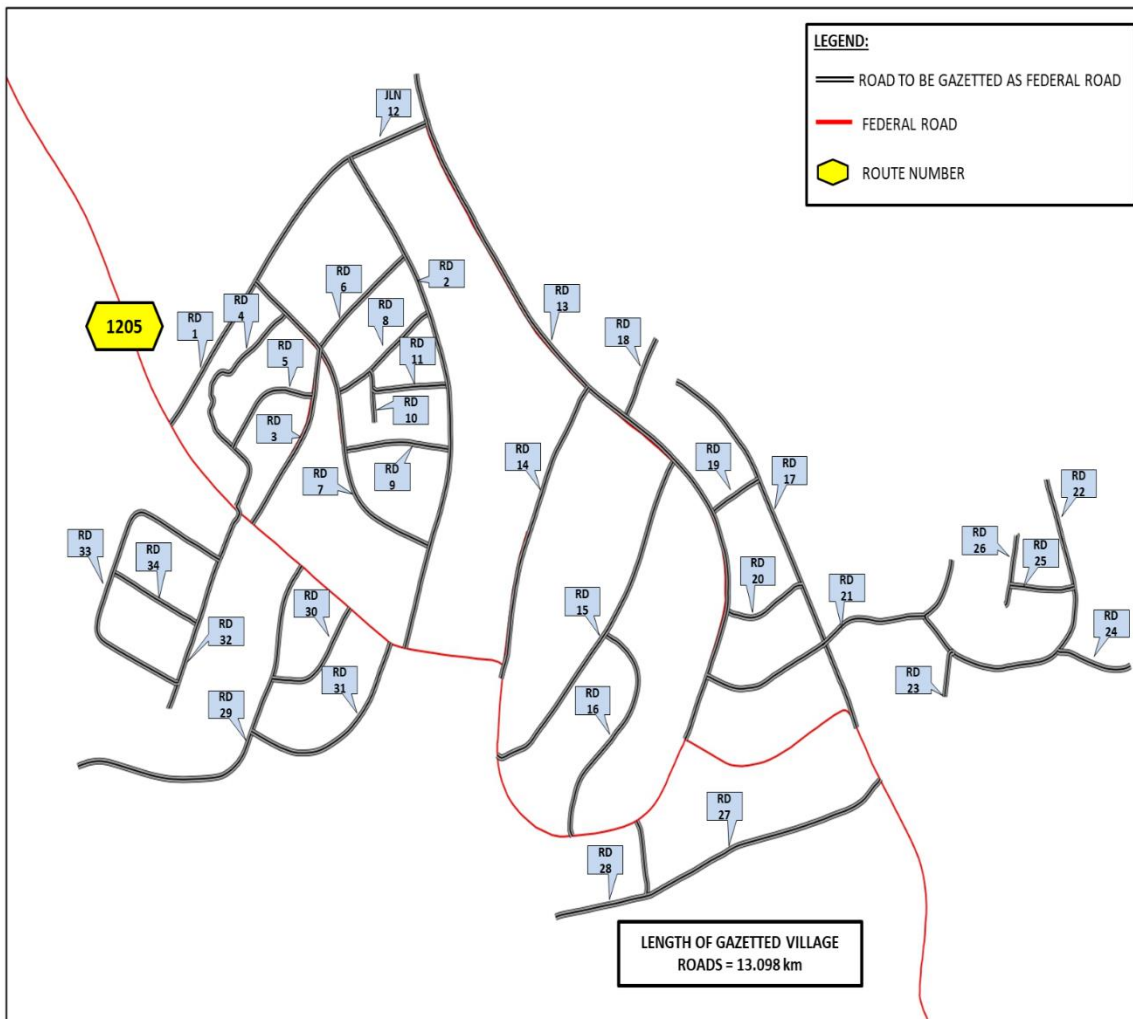 LEGEND:
ROAD TO BE GAZETTED AS FEDERAL ROAD
FEDERAL ROAD
ROUTE NUMBER
JLN
12
RD
2
RD
6
RD
13
RD
4
RD
8
1205
RD
1
RD
18
RD
5
RD
11
RD
10
RD
3
RD
14
RD
19
RD
9
RD
17
RD
7
RD
22
RD
33
RD
34
RD
26
RD
25
RD
20
RD
21
RD
15
RD
30
RD
32
RD
24
RD
31
RD
23
RD
29
RD
16
RD
27
RD
28
LENGTH OF GAZETTED VILLAGE
ROADS = 13.098 km